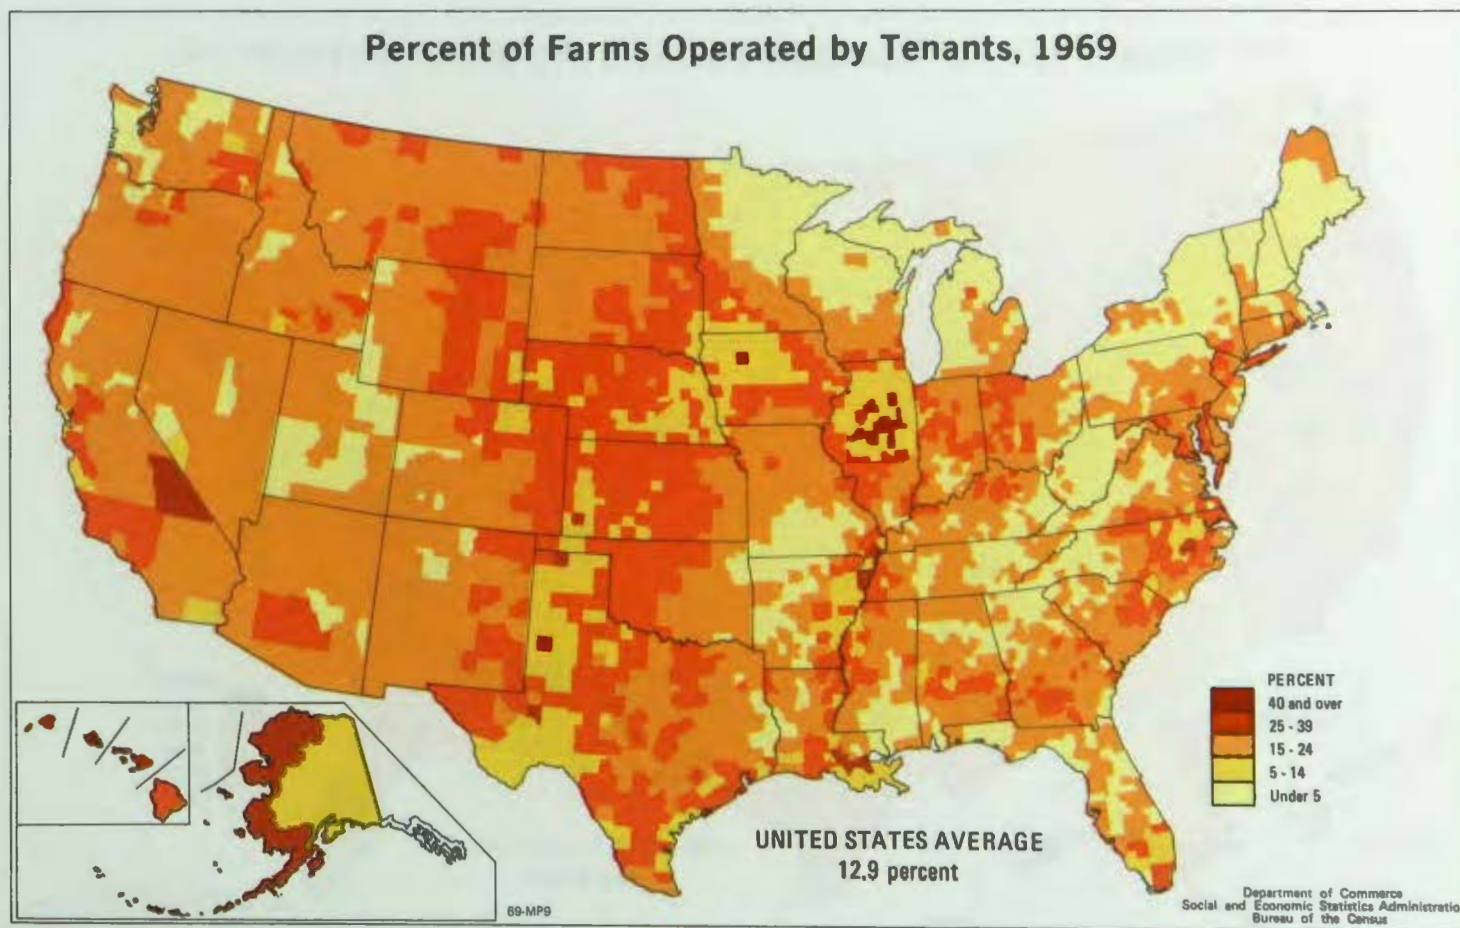 Percent of Farms Operated by Tenants, 1969
PERCENT
40 and over
25 - 39
15 - 24
5 - 14
Under 5
UNITED STATES AVERAGE
12.9 percent
69-MP9
Department of Commerce
Social and Economic Statistics Administratio
Bureau of the Census